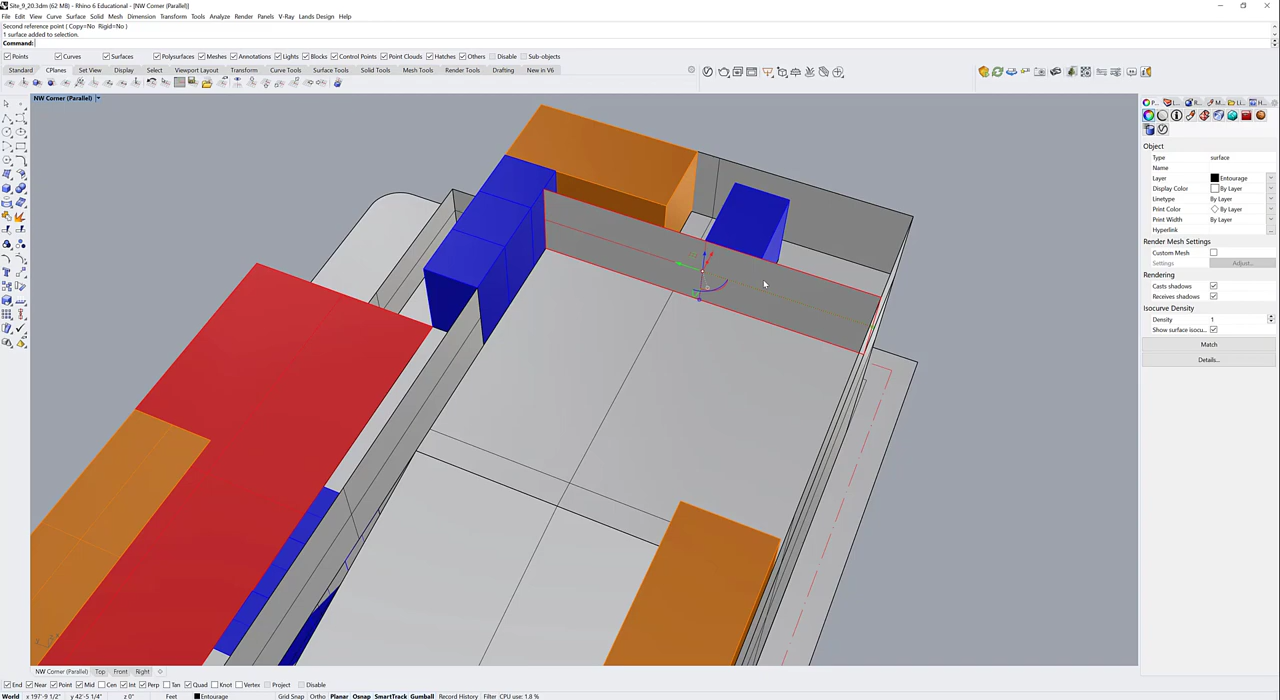 Site_9_20.3dm (62 MB) - Rhino 6 Educational - [NW Corner (Parallel)]
File Edit View Curve Surface Solid Mesh Dimension Transform Tools Analyze Render Panels V-Ray Lands Design Help
Second reference point ( Copy=No Rigid=No )
1 surface added to selection.
Command:
Points Curves Surfaces Polysurfaces Meshes Annotations Lights Blocks Control Points Point Clouds Hatches Others Disable Sub-objects
Standard CPlanes Set View Display Select Viewport Layout Transform Curve Tools Surface Tools Solid Tools Mesh Tools Render Tools Drafting New in V6
NW Corner (Parallel)
Object
Type surface
Name
Layer Entourage
Display Color By Layer
Linetype By Layer
Print Color By Layer
Print Width By Layer
Hyperlink
Render Mesh Settings
Custom Mesh
Settings Adjust...
Rendering
Casts shadows
Receives shadows
Isocurve Density
Density 1
Show surface isocu...
Match
Details...
NW Corner (Parallel) Top Front Right
End Near Point Mid Cen Int Perp Tan Quad Knot Vertex Project Disable
World x 197'-9 1/2" y 42'-5 1/4" z 0" Feet Entourage Grid Snap Ortho Planar Osnap SmartTrack Gumball Record History Filter CPU use: 1.8 %